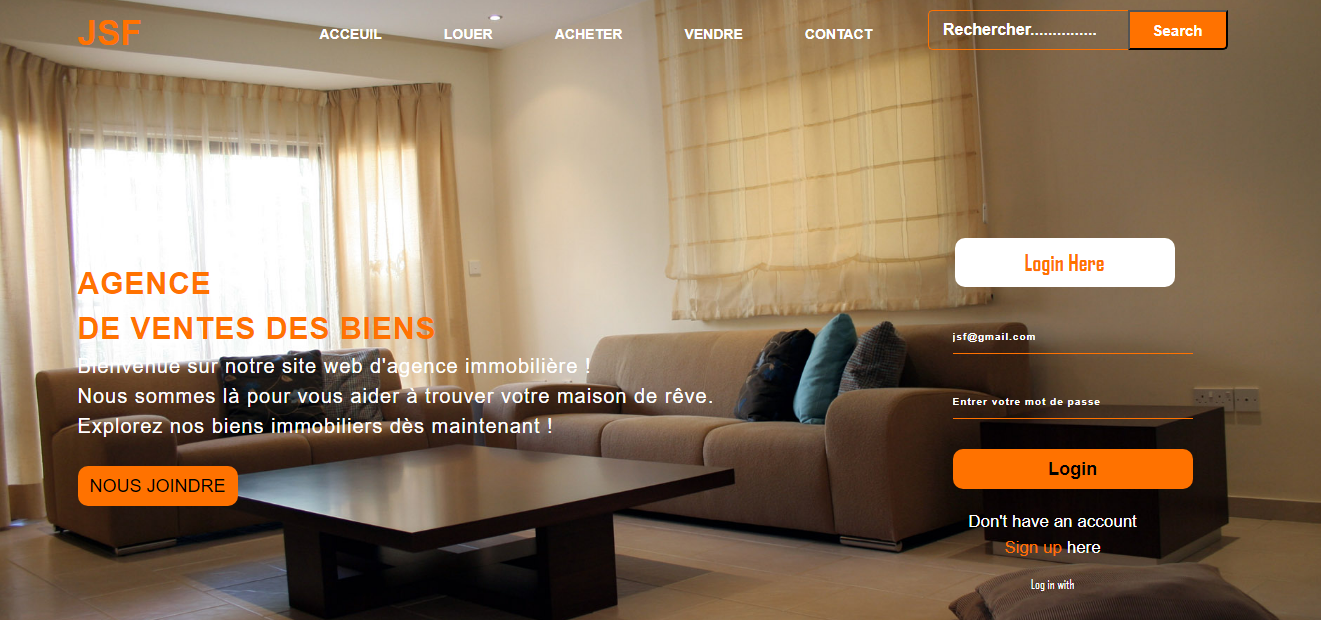 JSF
ACCEUIL
LOUER
ACHETER
VENDRE
CONTACT
Rechercher...............
Search
AGENCE
DE VENTES DES BIENS
Bienvenue sur notre site web d'agence immobilière !
Nous sommes là pour vous aider à trouver votre maison de rêve.
Explorez nos biens immobiliers dès maintenant !
NOUS JOINDRE
Login Here
jsf@gmail.com
Entrer votre mot de passe
Login
Don't have an account
Sign up here
Log in with